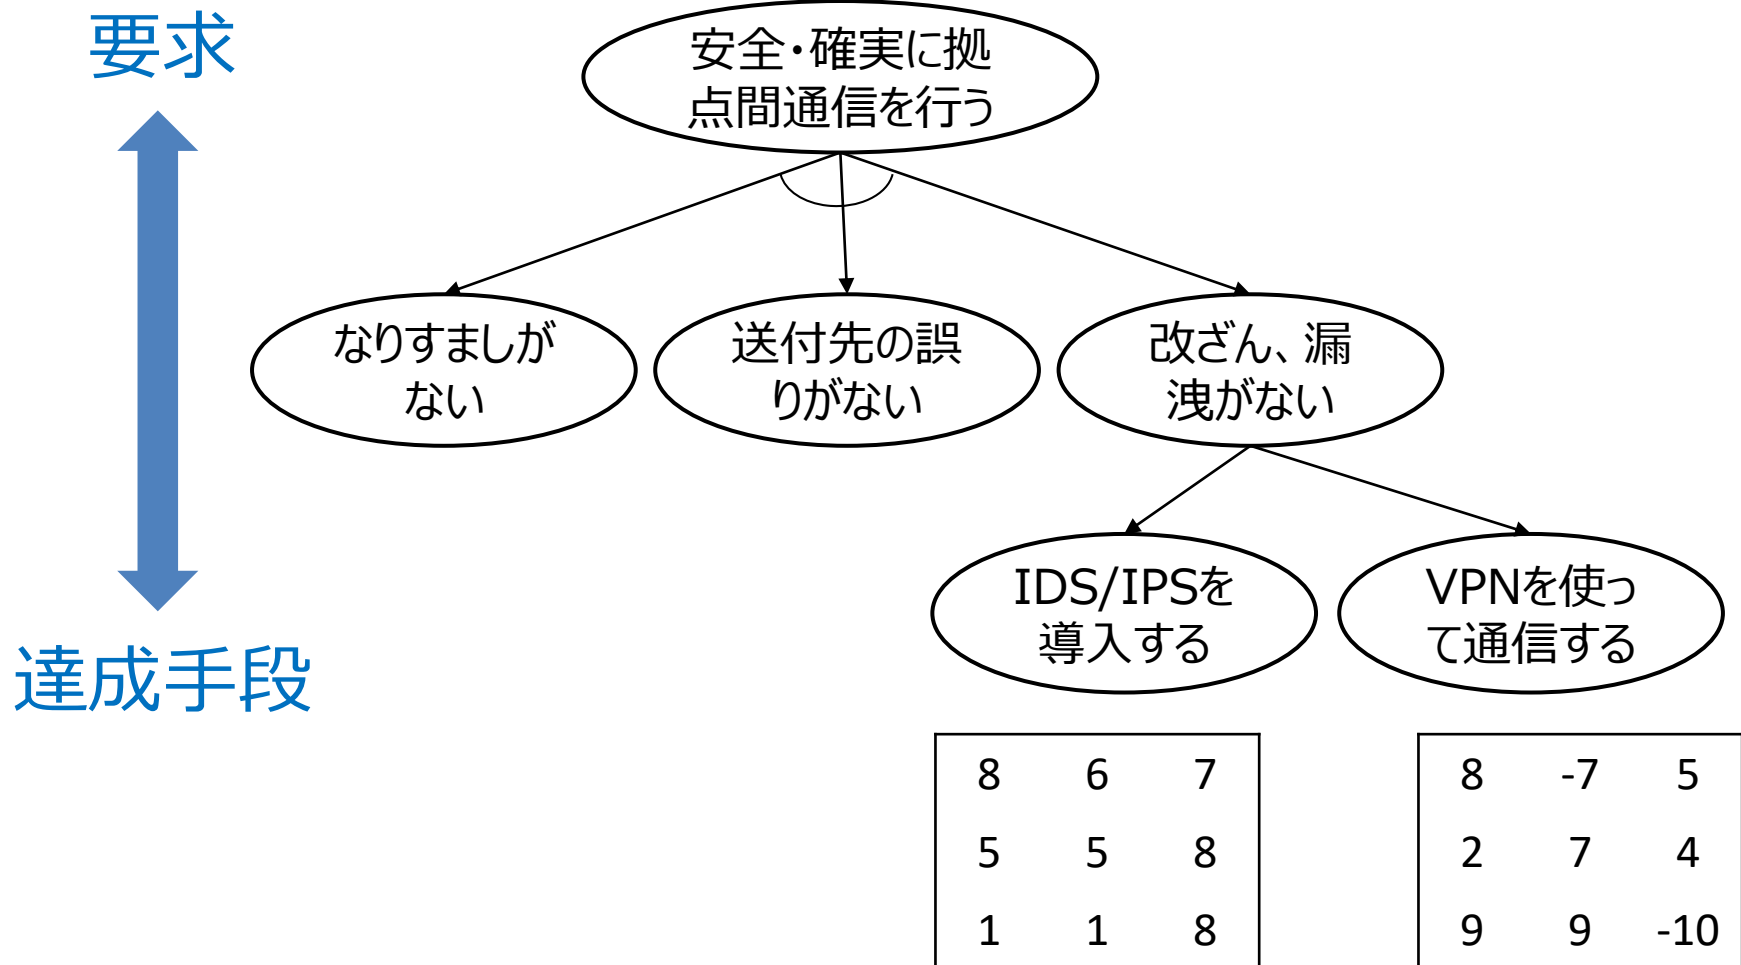 要求
安全・確実に拠
点間通信を行う
なりすましが
ない
送付先の誤
りがない
改ざん、漏
洩がない
IDS/IPSを
導入する
VPNを使っ
て通信する
達成手段
8 6 7
5 5 8
1 1 8
8 -7 5
2 7 4
9 9 -10